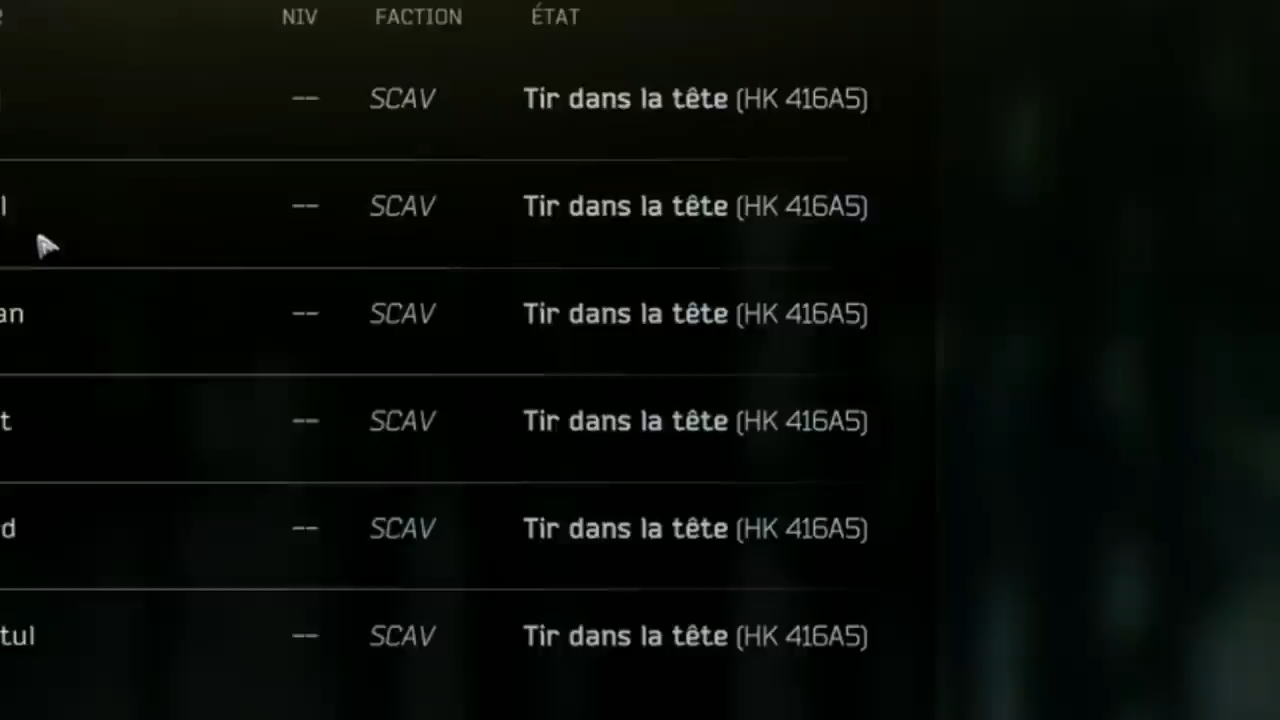 NIV FACTION ÉTAT
-- SCAV Tir dans la tête (HK 416A5)
l -- SCAV Tir dans la tête (HK 416A5)
an -- SCAV Tir dans la tête (HK 416A5)
t -- SCAV Tir dans la tête (HK 416A5)
d -- SCAV Tir dans la tête (HK 416A5)
tul -- SCAV Tir dans la tête (HK 416A5)